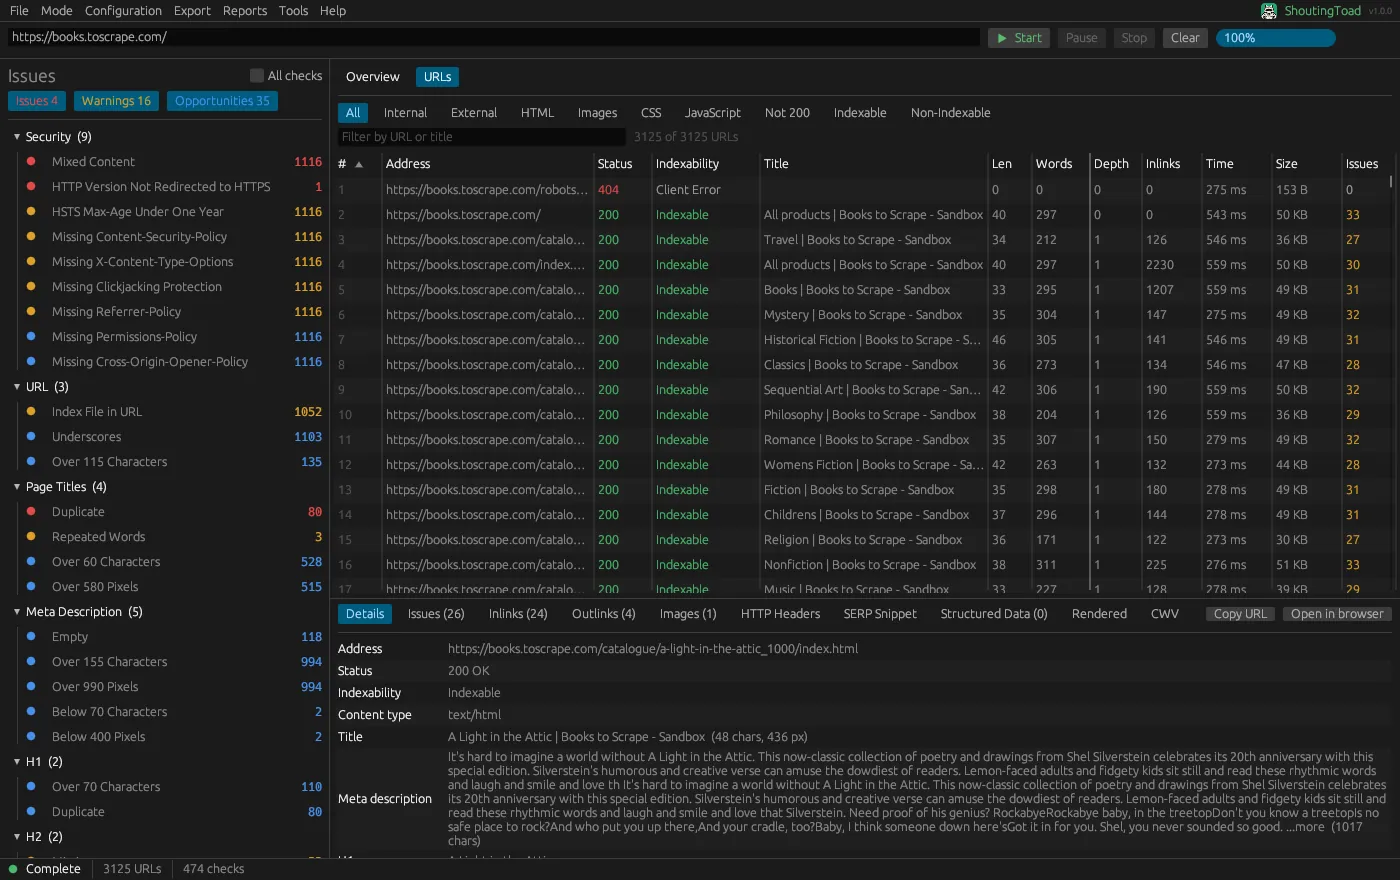 File Mode Configuration Export Reports Tools Help ShoutingToad v1.0.0
https://books.toscrape.com/ ▶ Start Pause Stop Clear 100%
Issues All checks
Issues 4 Warnings 16 Opportunities 35
▼ Security (9)
Mixed Content 1116
HTTP Version Not Redirected to HTTPS 1
HSTS Max-Age Under One Year 1116
Missing Content-Security-Policy 1116
Missing X-Content-Type-Options 1116
Missing Clickjacking Protection 1116
Missing Referrer-Policy 1116
Missing Permissions-Policy 1116
Missing Cross-Origin-Opener-Policy 1116
▼ URL (3)
Index File in URL 1052
Underscores 1103
Over 115 Characters 135
▼ Page Titles (4)
Duplicate 80
Repeated Words 3
Over 60 Characters 528
Over 580 Pixels 515
▼ Meta Description (5)
Empty 118
Over 155 Characters 994
Over 990 Pixels 994
Below 70 Characters 2
Below 400 Pixels 2
▼ H1 (2)
Over 70 Characters 110
Duplicate 80
▼ H2 (2)
Overview URLs
All Internal External HTML Images CSS JavaScript Not 200 Indexable Non-Indexable
Filter by URL or title 3125 of 3125 URLs
# ▲ Address Status Indexability Title Len Words Depth Inlinks Time Size Issues
1 https://books.toscrape.com/robots... 404 Client Error 0 0 0 0 275 ms 153 B 0
2 https://books.toscrape.com/ 200 Indexable All products | Books to Scrape - Sandbox 40 297 0 0 543 ms 50 KB 33
3 https://books.toscrape.com/catalo... 200 Indexable Travel | Books to Scrape - Sandbox 34 212 1 126 546 ms 36 KB 27
4 https://books.toscrape.com/index.... 200 Indexable All products | Books to Scrape - Sandbox 40 297 1 2230 559 ms 50 KB 30
5 https://books.toscrape.com/catalo... 200 Indexable Books | Books to Scrape - Sandbox 33 295 1 1207 559 ms 49 KB 31
6 https://books.toscrape.com/catalo... 200 Indexable Mystery | Books to Scrape - Sandbox 35 304 1 147 275 ms 49 KB 32
7 https://books.toscrape.com/catalo... 200 Indexable Historical Fiction | Books to Scrape - S... 46 305 1 141 546 ms 49 KB 31
8 https://books.toscrape.com/catalo... 200 Indexable Classics | Books to Scrape - Sandbox 36 273 1 134 546 ms 47 KB 28
9 https://books.toscrape.com/catalo... 200 Indexable Sequential Art | Books to Scrape - San... 42 306 1 190 559 ms 50 KB 32
10 https://books.toscrape.com/catalo... 200 Indexable Philosophy | Books to Scrape - Sandbox 38 204 1 126 559 ms 36 KB 29
11 https://books.toscrape.com/catalo... 200 Indexable Romance | Books to Scrape - Sandbox 35 307 1 150 279 ms 49 KB 32
12 https://books.toscrape.com/catalo... 200 Indexable Womens Fiction | Books to Scrape - Sa... 42 263 1 132 273 ms 44 KB 28
13 https://books.toscrape.com/catalo... 200 Indexable Fiction | Books to Scrape - Sandbox 35 298 1 180 278 ms 49 KB 31
14 https://books.toscrape.com/catalo... 200 Indexable Childrens | Books to Scrape - Sandbox 37 296 1 144 278 ms 49 KB 31
15 https://books.toscrape.com/catalo... 200 Indexable Religion | Books to Scrape - Sandbox 36 171 1 122 273 ms 30 KB 27
16 https://books.toscrape.com/catalo... 200 Indexable Nonfiction | Books to Scrape - Sandbox 38 311 1 225 276 ms 51 KB 33
17 https://books.toscrape.com/catalo... 200 Indexable Music | Books to Scrape - Sandbox 33 227 1 128 278 ms 39 KB 29
Details Issues (26) Inlinks (24) Outlinks (4) Images (1) HTTP Headers SERP Snippet Structured Data (0) Rendered CWV Copy URL Open in browser
Address https://books.toscrape.com/catalogue/a-light-in-the-attic_1000/index.html
Status 200 OK
Indexability Indexable
Content type text/html
Title A Light in the Attic | Books to Scrape - Sandbox (48 chars, 436 px)
Meta description It's hard to imagine a world without A Light in the Attic. This now-classic collection of poetry and drawings from Shel Silverstein celebrates its 20th anniversary with this
special edition. Silverstein's humorous and creative verse can amuse the dowdiest of readers. Lemon-faced adults and fidgety kids sit still and read these rhythmic words
and laugh and smile and love th It's hard to imagine a world without A Light in the Attic. This now-classic collection of poetry and drawings from Shel Silverstein celebrates
its 20th anniversary with this special edition. Silverstein's humorous and creative verse can amuse the dowdiest of readers. Lemon-faced adults and fidgety kids sit still and
read these rhythmic words and laugh and smile and love that Silverstein. Need proof of his genius? RockabyeRockabye baby, in the treetopDon't you know a treetopIs no
safe place to rock?And who put you up there,And your cradle, too?Baby, I think someone down here'sGot it in for you. Shel, you never sounded so good. ...more (1017
chars)
Complete 3125 URLs 474 checks